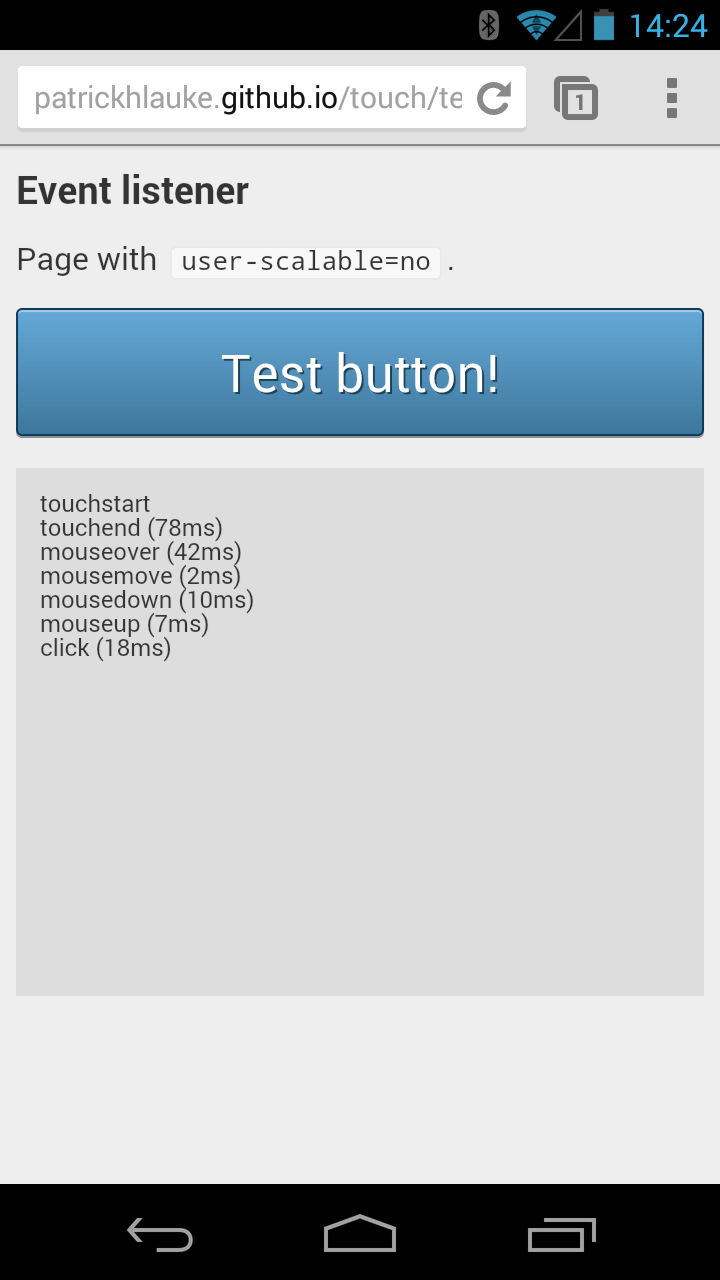 14:24
patrickhlauke.github.io/touch/te
1
Event listener
Page with user-scalable=no .
Test button!
touchstart
touchend (78ms)
mouseover (42ms)
mousemove (2ms)
mousedown (10ms)
mouseup (7ms)
click (18ms)